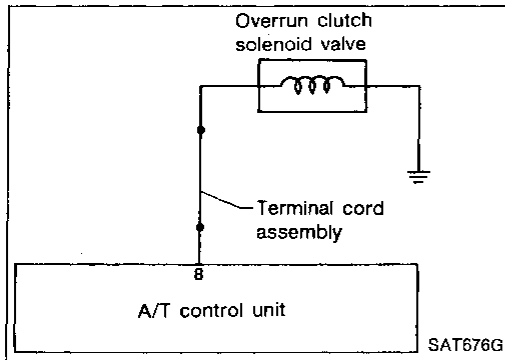 Overrun clutch
solenoid valve
Terminal cord
assembly
8
A/T control unit
SAT676G